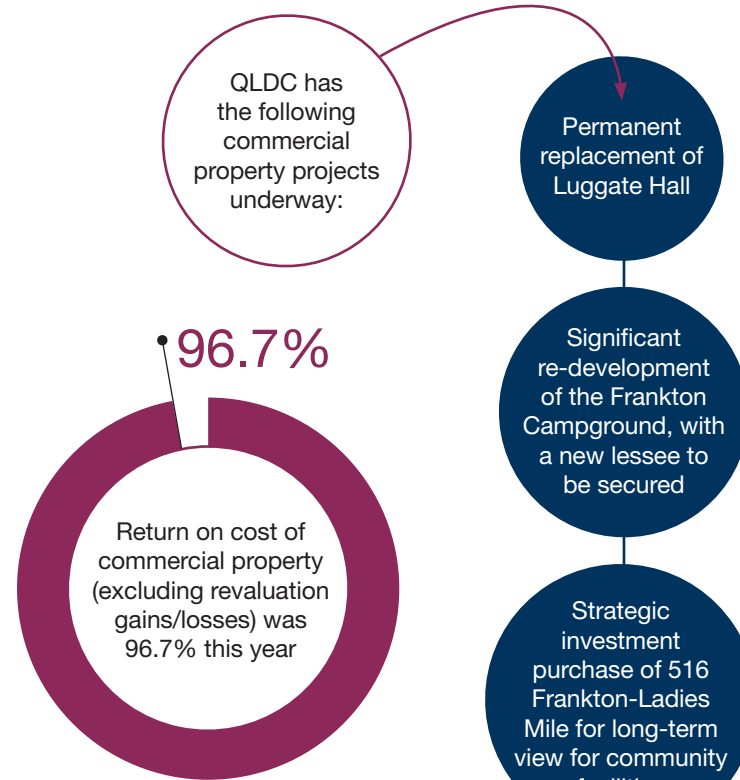 QLDC has
the following
commercial
property projects
underway:
Permanent
replacement of
Luggate Hall
Significant
re-development
of the Frankton
Campground, with
a new lessee to
be secured
Strategic
investment
purchase of 516
Frankton-Ladies
Mile for long-term
view for community
96.7%
Return on cost of
commercial property
(excluding revaluation
gains/losses) was
96.7% this year